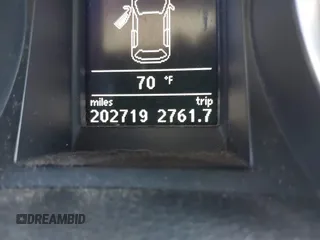 70 °F
miles trip
202719 2761.7
DREAMBID